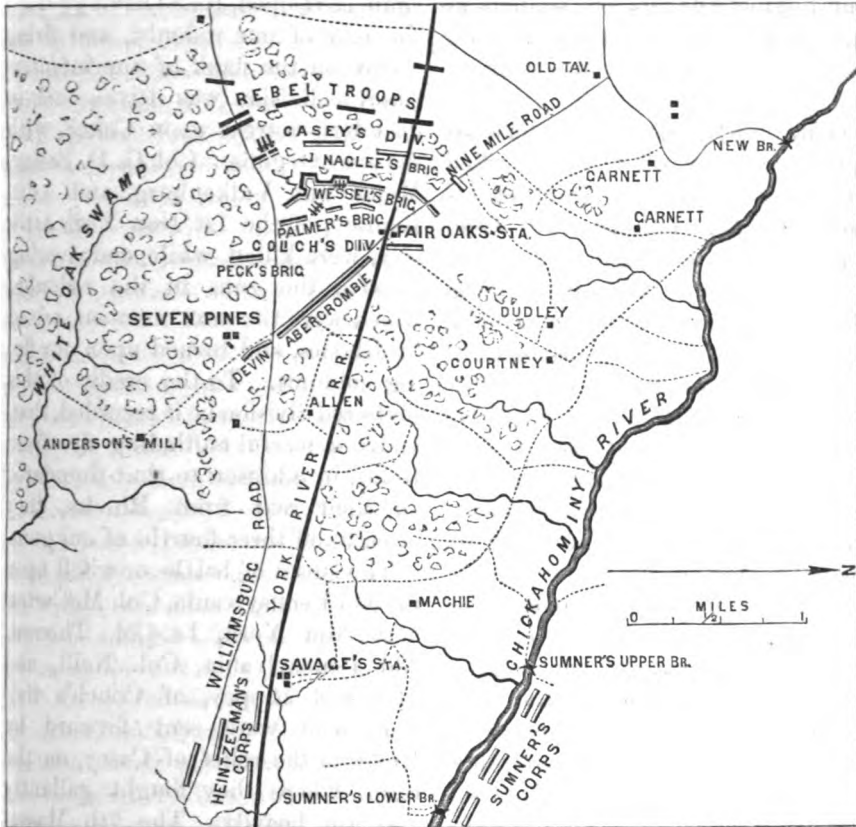 OLD TAV.
REBEL TROOPS
CASEY'S DIV.
NAGLEE'S BRIG.
NINE MILE ROAD
NEW BR.
GARNETT
WESSEL'S BRIG.
GARNETT
PALMER'S BRIG.
FAIR OAKS STA.
COUCH'S DIV.
PECK'S BRIG.
WHITE OAK SWAMP
DUDLEY
SEVEN PINES
DEVIN
ABERCROMBIE
COURTNEY
ALLEN
ANDERSON'S MILL
CHICKAHOMINY RIVER
N
MILES
0 ½ 1
WILLIAMSBURG ROAD
YORK RIVER R.R.
MACHIE
SAVAGE'S STA.
SUMNER'S UPPER BR.
HEINTZELMAN'S
CORPS
SUMNER'S
CORPS
SUMNER'S LOWER BR.